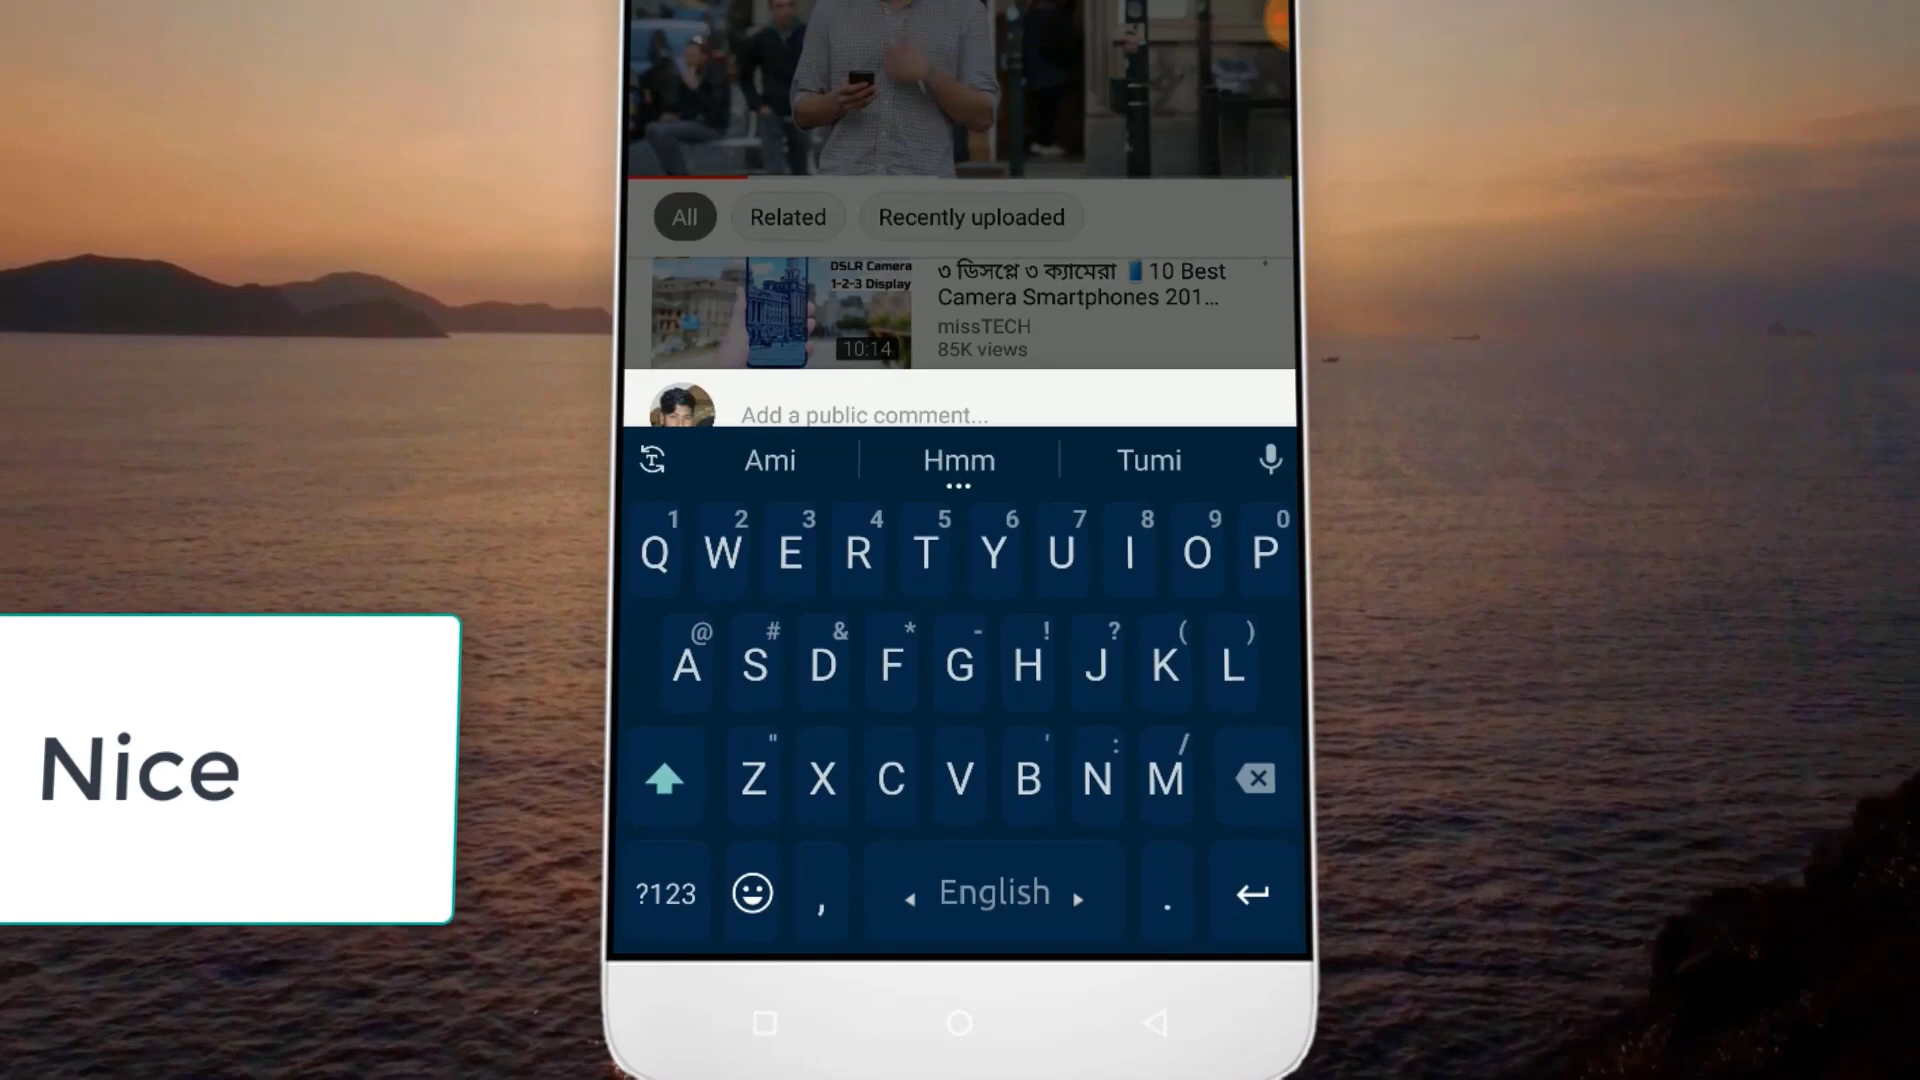 All
Related
Recently uploaded
DSLR Camera
1-2-3 Display
10:14
৩ ডিসপ্লে ৩ ক্যামেরা 📱 10 Best
Camera Smartphones 201...
missTECH
85K views
Add a public comment...
Ami
Hmm
Tumi
1 2 3 4 5 6 7 8 9 0
Q W E R T Y U I O P
@ # & * - ! ? ( )
A S D F G H J K L
" ' : /
Z X C V B N M
?123 , English .
Nice